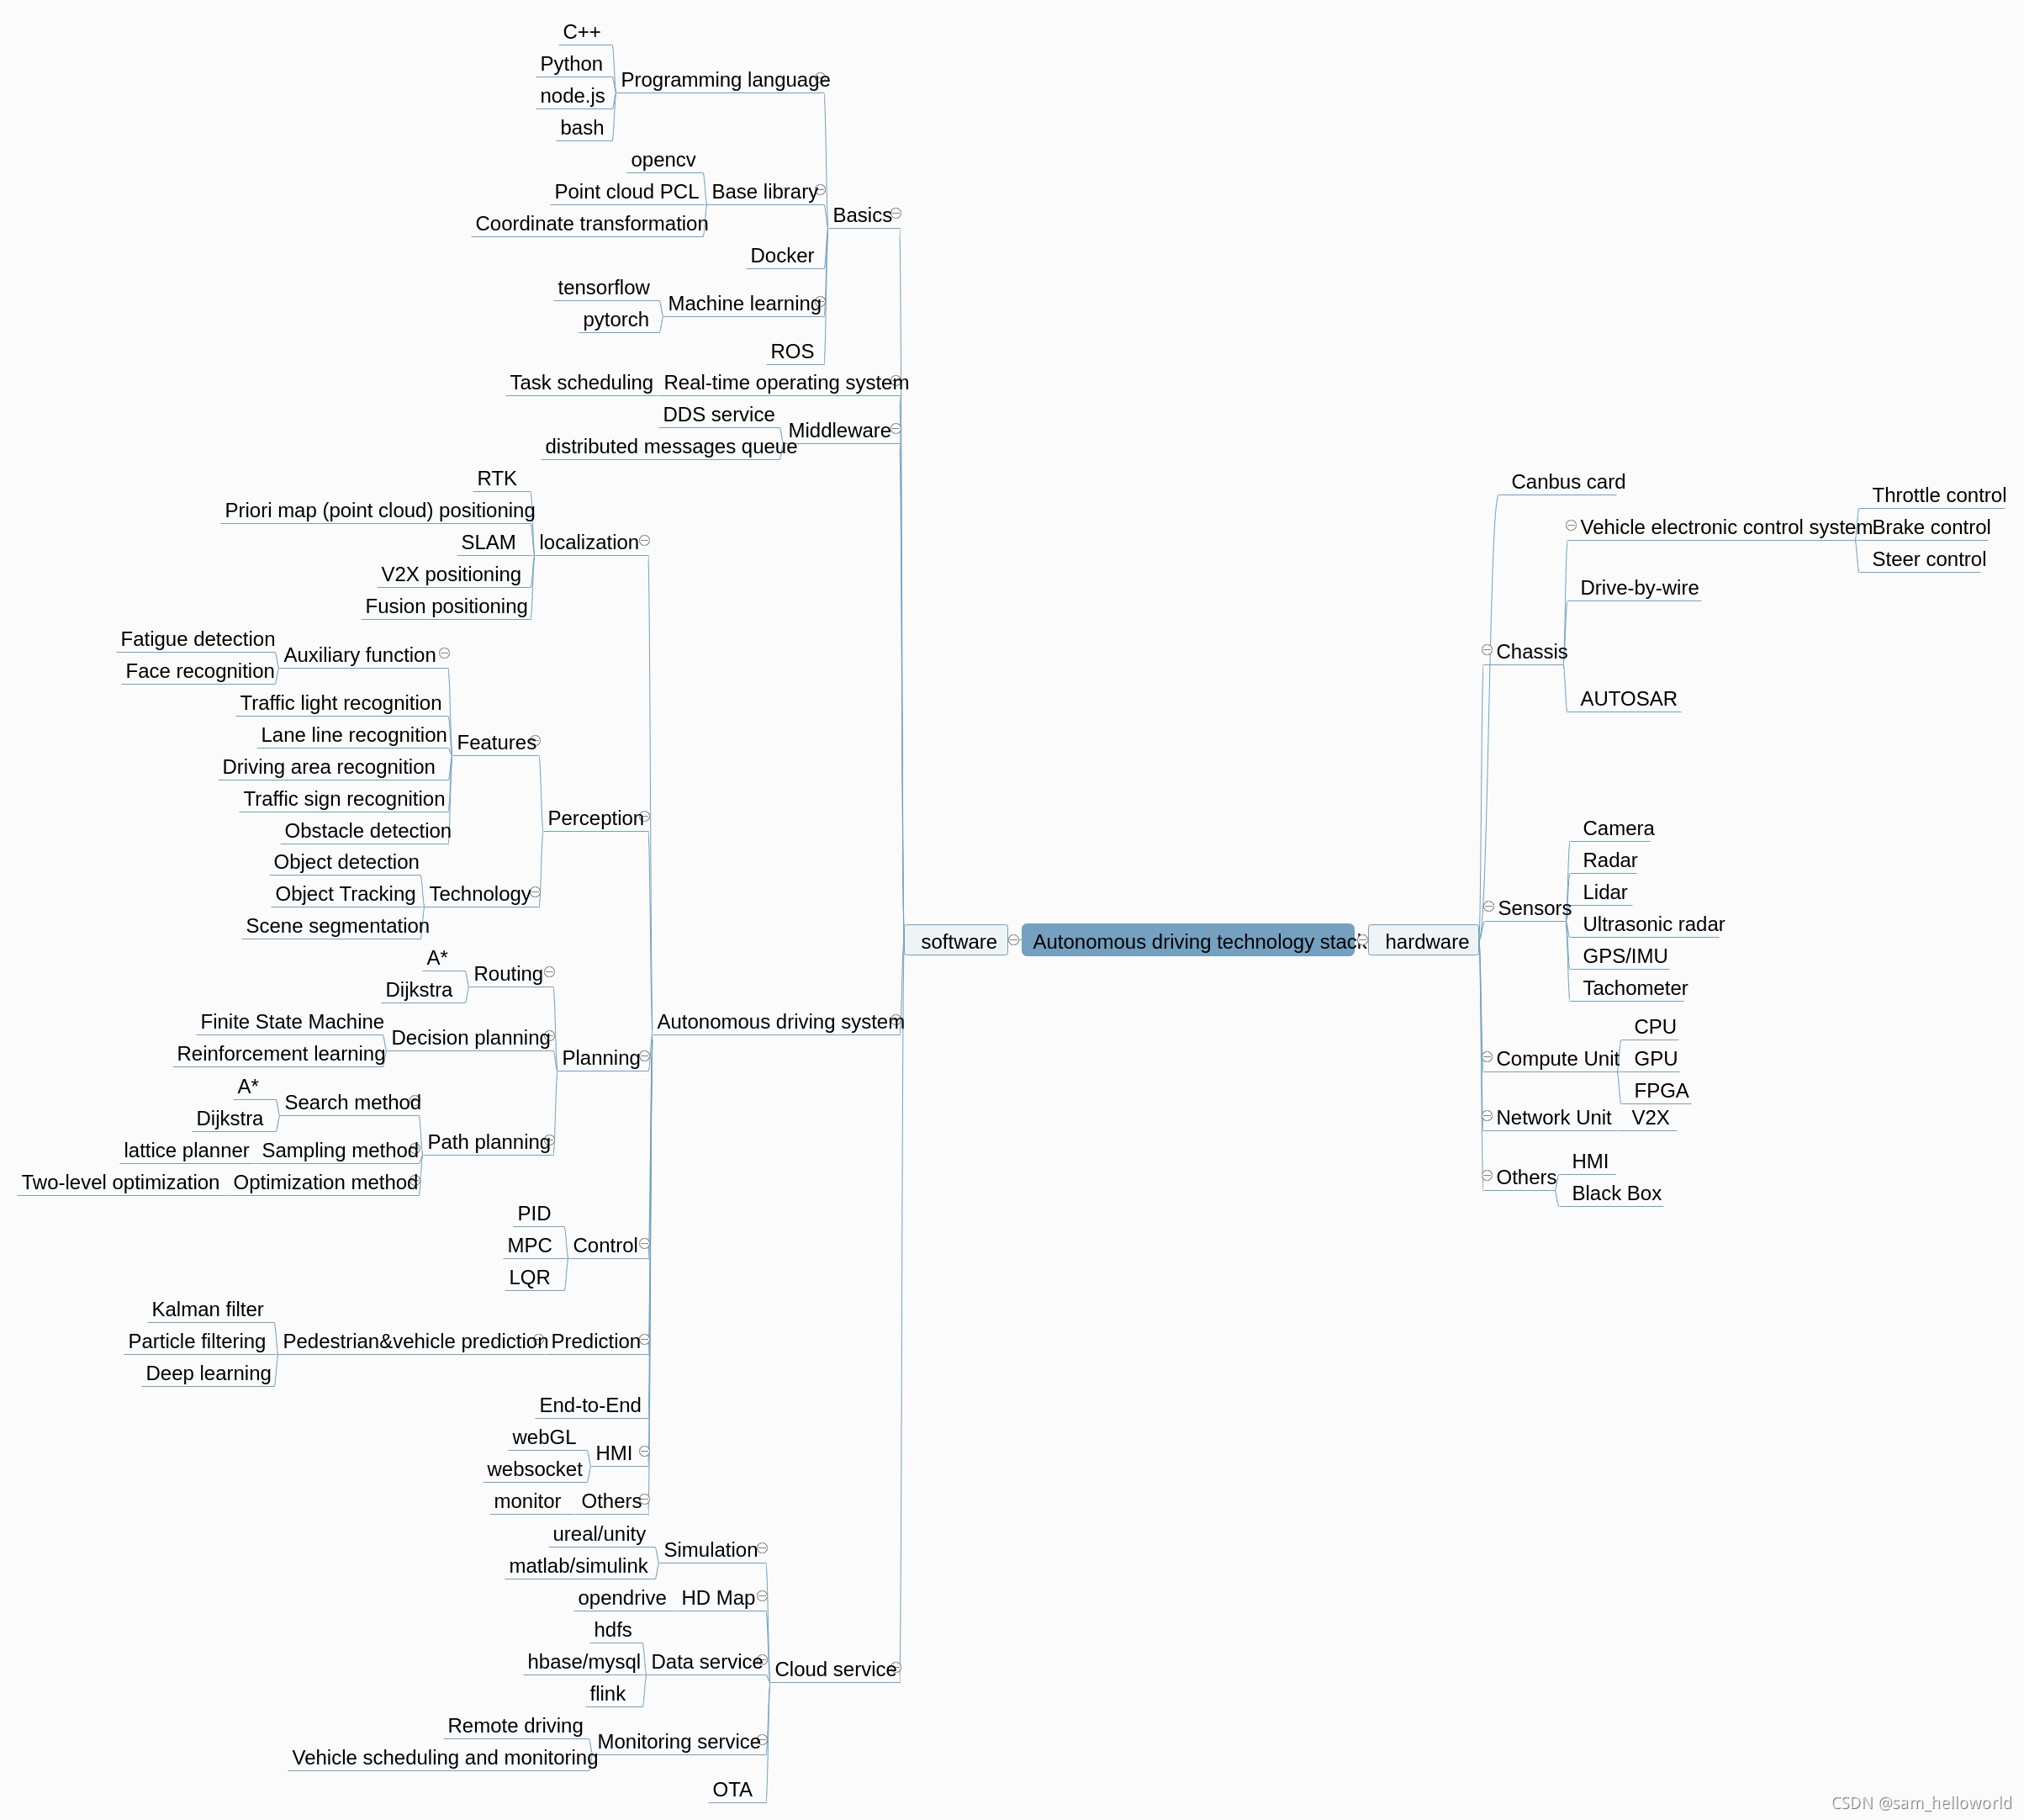 C++
Python
node.js
bash
Programming language
opencv
Point cloud PCL
Coordinate transformation
Base library
Docker
tensorflow
pytorch
Machine learning
ROS
Basics
Task scheduling
Real-time operating system
DDS service
distributed messages queue
Middleware
RTK
Priori map (point cloud) positioning
SLAM
V2X positioning
Fusion positioning
localization
Fatigue detection
Face recognition
Auxiliary function
Traffic light recognition
Lane line recognition
Driving area recognition
Traffic sign recognition
Obstacle detection
Features
Object detection
Object Tracking
Scene segmentation
Technology
Perception
A*
Dijkstra
Routing
Finite State Machine
Reinforcement learning
Decision planning
A*
Dijkstra
Search method
lattice planner
Sampling method
Two-level optimization
Optimization method
Path planning
Planning
PID
MPC
LQR
Control
Kalman filter
Particle filtering
Deep learning
Pedestrian&vehicle prediction
Prediction
End-to-End
webGL
websocket
HMI
monitor
Others
Autonomous driving system
ureal/unity
matlab/simulink
Simulation
opendrive
HD Map
hdfs
hbase/mysql
flink
Data service
Remote driving
Vehicle scheduling and monitoring
Monitoring service
OTA
Cloud service
software
Autonomous driving technology stack
hardware
Canbus card
Chassis
Vehicle electronic control system
Throttle control
Brake control
Steer control
Drive-by-wire
AUTOSAR
Sensors
Camera
Radar
Lidar
Ultrasonic radar
GPS/IMU
Tachometer
Compute Unit
CPU
GPU
FPGA
Network Unit
V2X
Others
HMI
Black Box
CSDN @sam_helloworld